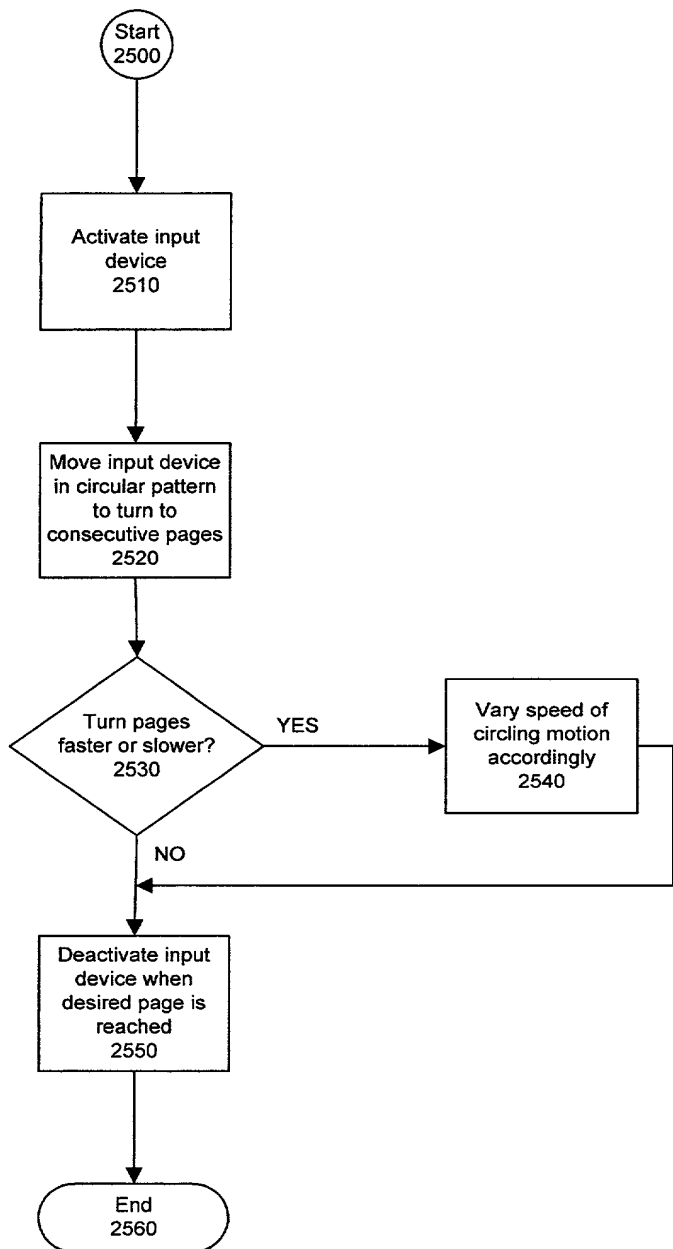 Start
2500
Activate input
device
2510
Move input device
in circular pattern
to turn to
consecutive pages
2520
Turn pages
faster or slower?
2530
YES
Vary speed of
circling motion
accordingly
2540
NO
Deactivate input
device when
desired page is
reached
2550
End
2560